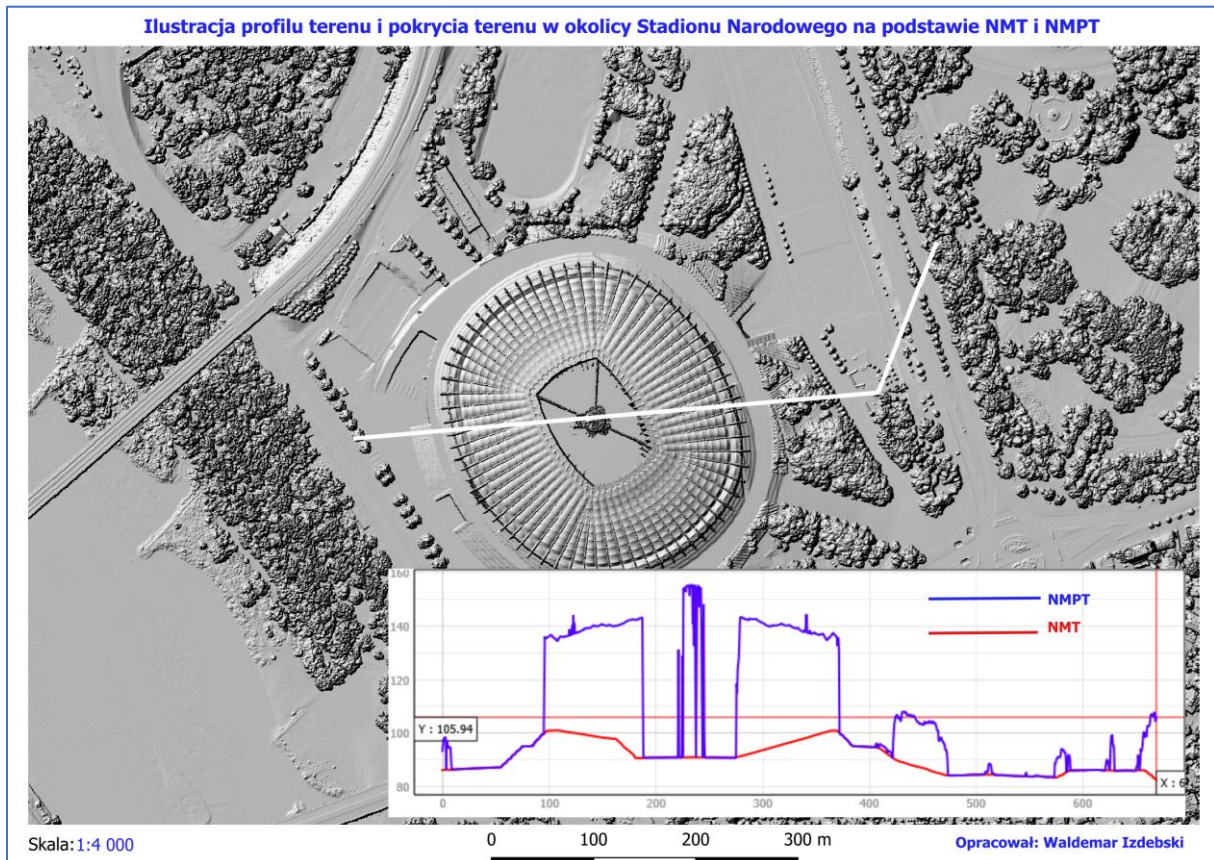 Ilustracja profilu terenu i pokrycia terenu w okolicy Stadionu Narodowego na podstawie NMT i NMPT
160
140
120
100
80
NMPT
NMT
Y : 105.94
X : 6
0 100 200 300 400 500 600
Skala:1:4 000
0 100 200 300 m
Opracował: Waldemar Izdebski